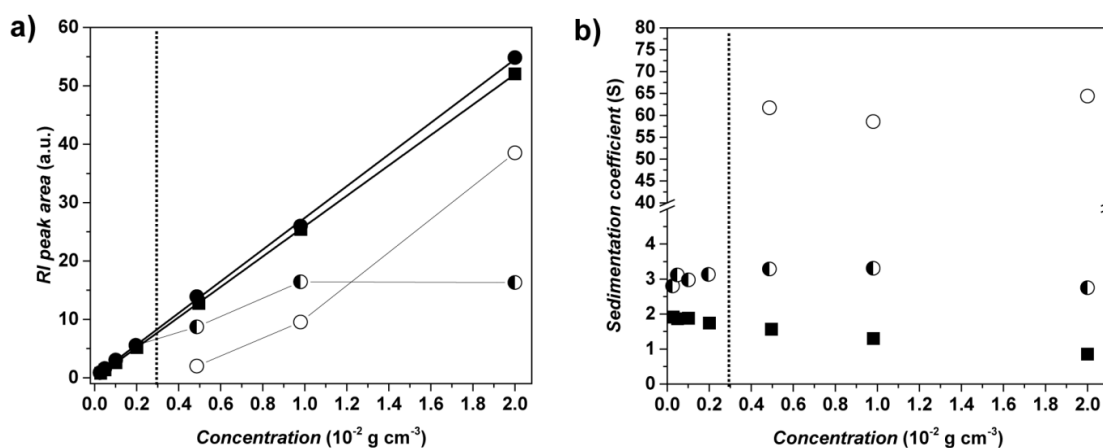 a)
RI peak area (a.u.)
60
50
40
30
20
10
0
0.0 0.2 0.4 0.6 0.8 1.0 1.2 1.4 1.6 1.8 2.0
Concentration (10⁻² g cm⁻³)
b)
Sedimentation coefficient (S)
80
75
70
65
60
55
50
45
40
4
3
2
1
0
0.0 0.2 0.4 0.6 0.8 1.0 1.2 1.4 1.6 1.8 2.0
Concentration (10⁻² g cm⁻³)